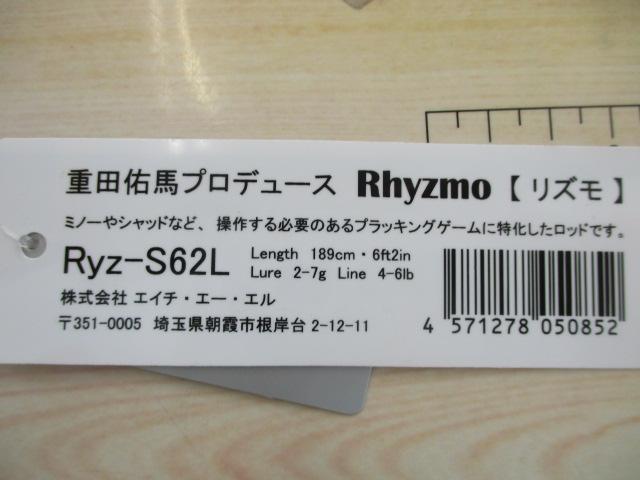 重田佑馬プロデュース Rhyzmo【リズモ】
ミノーやシャッドなど、操作する必要のあるプラッキングゲームに特化したロッドです。
Ryz-S62L Length 189cm・6ft2in
Lure 2-7g Line 4-6lb
株式会社 エイチ・エー・エル
〒351-0005 埼玉県朝霞市根岸台 2-12-11
4 571278 050852